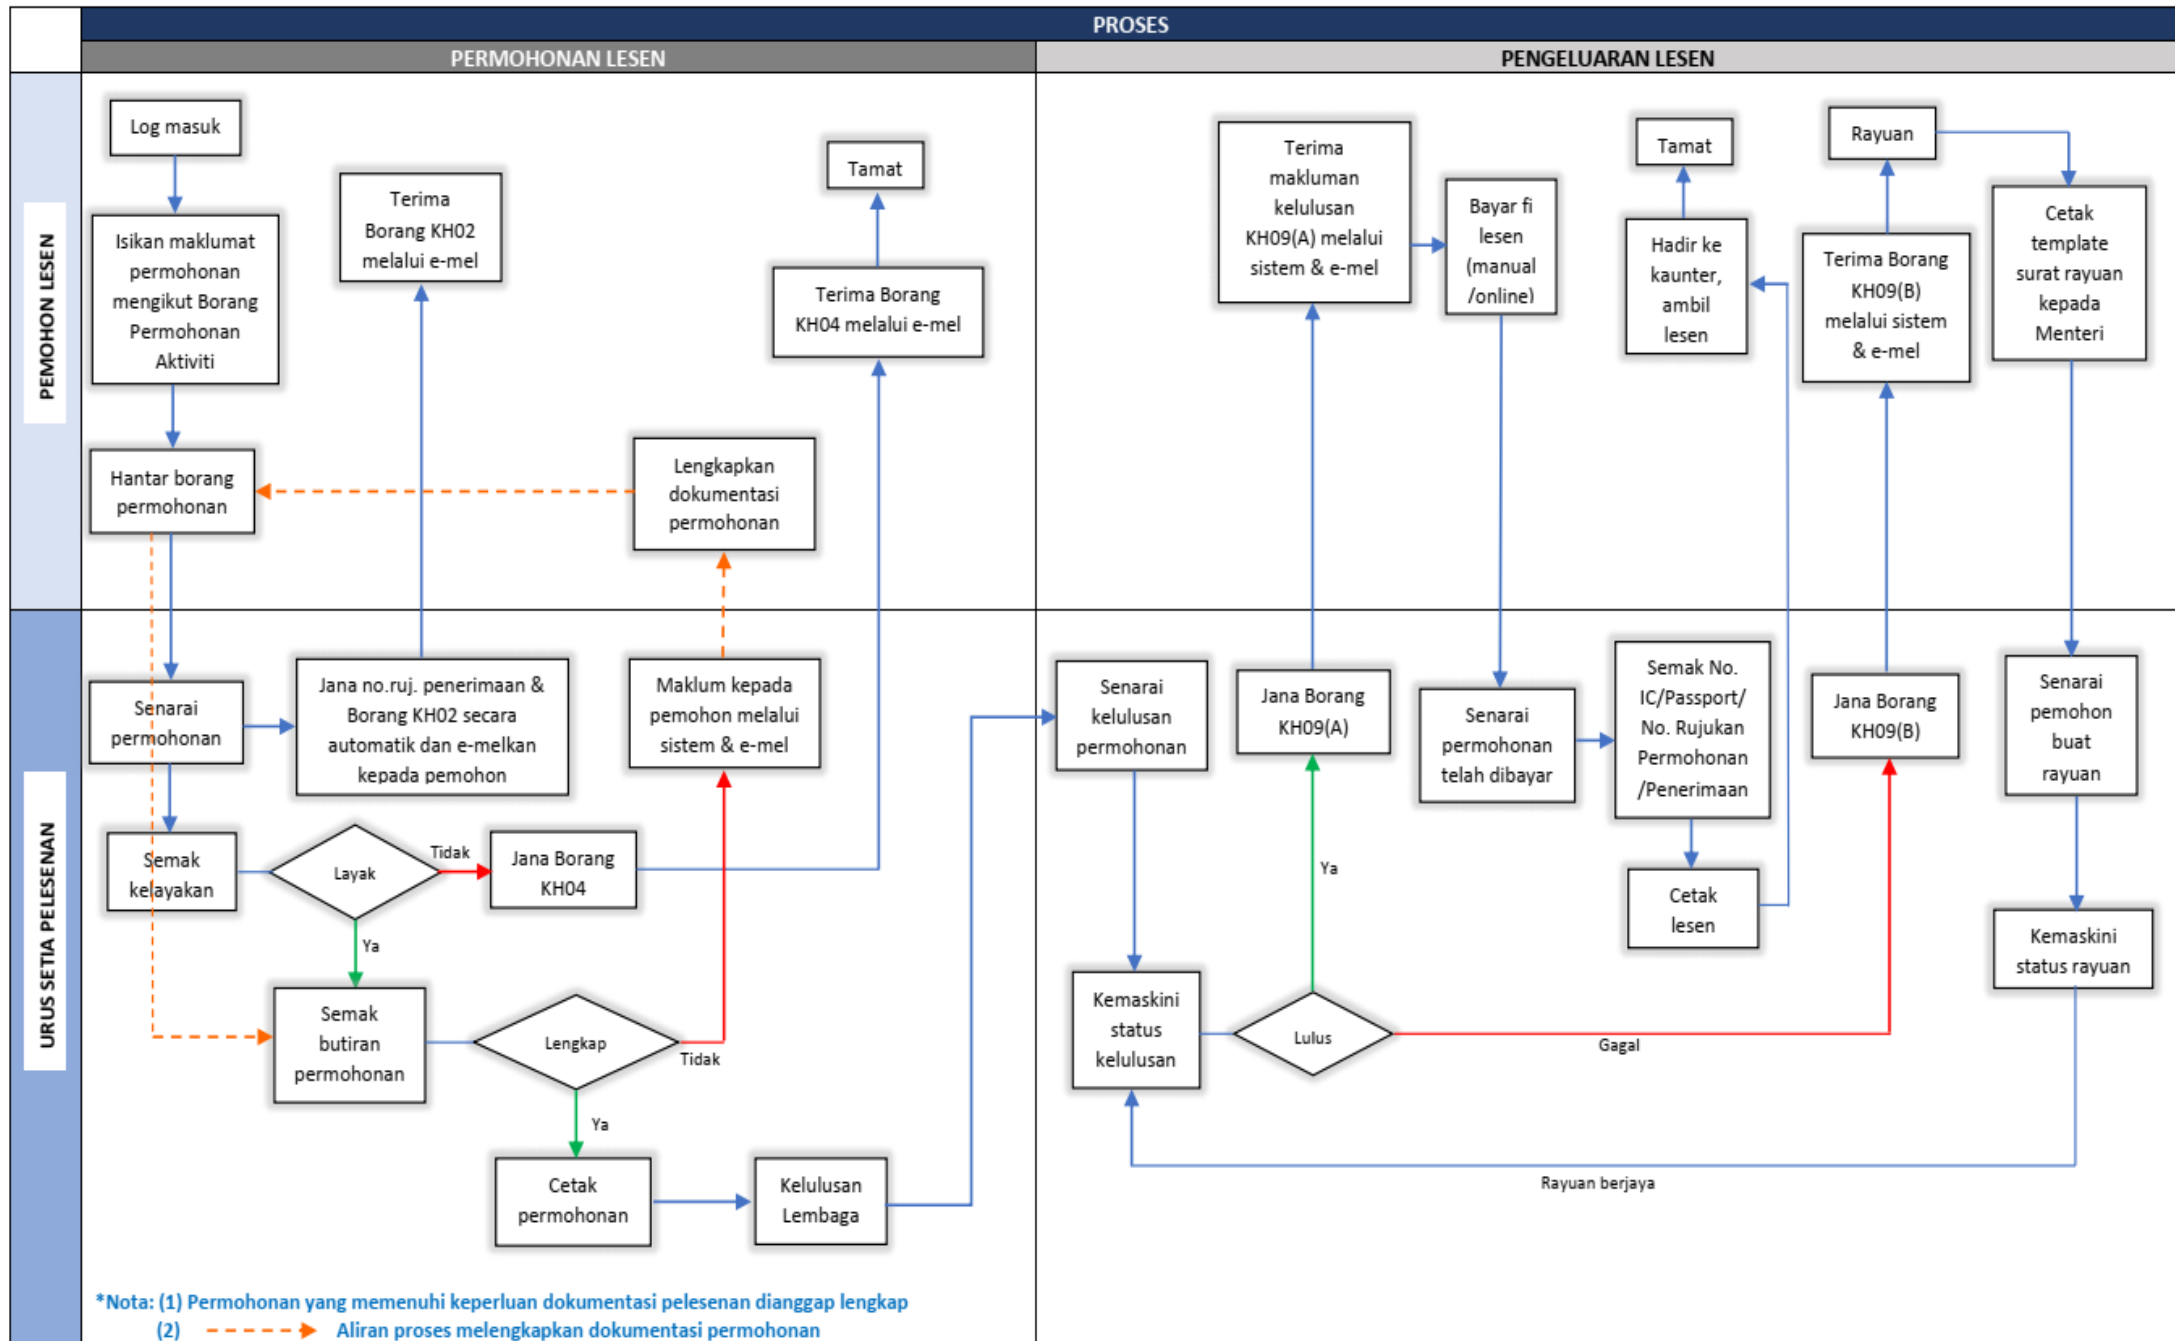 PROSES
PERMOHONAN LESEN
PENGELUARAN LESEN
PEMOHON LESEN
Log masuk
Isikan maklumat
permohonan
mengikut Borang
Permohonan
Aktiviti
Hantar borang
permohonan
Terima
Borang KH02
melalui e-mel
Lengkapkan
dokumentasi
permohonan
Tamat
Terima Borang
KH04 melalui e-mel
Terima
makluman
kelulusan
KH09(A) melalui
sistem & e-mel
Bayar fi
lesen
(manual
/online)
Tamat
Hadir ke
kaunter,
ambil
lesen
Rayuan
Terima Borang
KH09(B)
melalui sistem
& e-mel
Cetak
template
surat rayuan
kepada
Menteri
URUS SETIA PELESENAN
Senarai
permohonan
Jana no.ruj. penerimaan &
Borang KH02 secara
automatik dan e-melkan
kepada pemohon
Maklum kepada
pemohon melalui
sistem & e-mel
Semak
kelayakan
Layak
Tidak
Jana Borang
KH04
Ya
Semak
butiran
permohonan
Lengkap
Tidak
Ya
Cetak
permohonan
Kelulusan
Lembaga
Senarai
kelulusan
permohonan
Jana Borang
KH09(A)
Senarai
permohonan
telah dibayar
Semak No.
IC/Passport/
No. Rujukan
Permohonan
/Penerimaan
Jana Borang
KH09(B)
Senarai
pemohon
buat
rayuan
Ya
Cetak
lesen
Kemaskini
status rayuan
Kemaskini
status
kelulusan
Lulus
Gagal
Rayuan berjaya
*Nota: (1) Permohonan yang memenuhi keperluan dokumentasi pelesenan dianggap lengkap
(2) Aliran proses melengkapkan dokumentasi permohonan